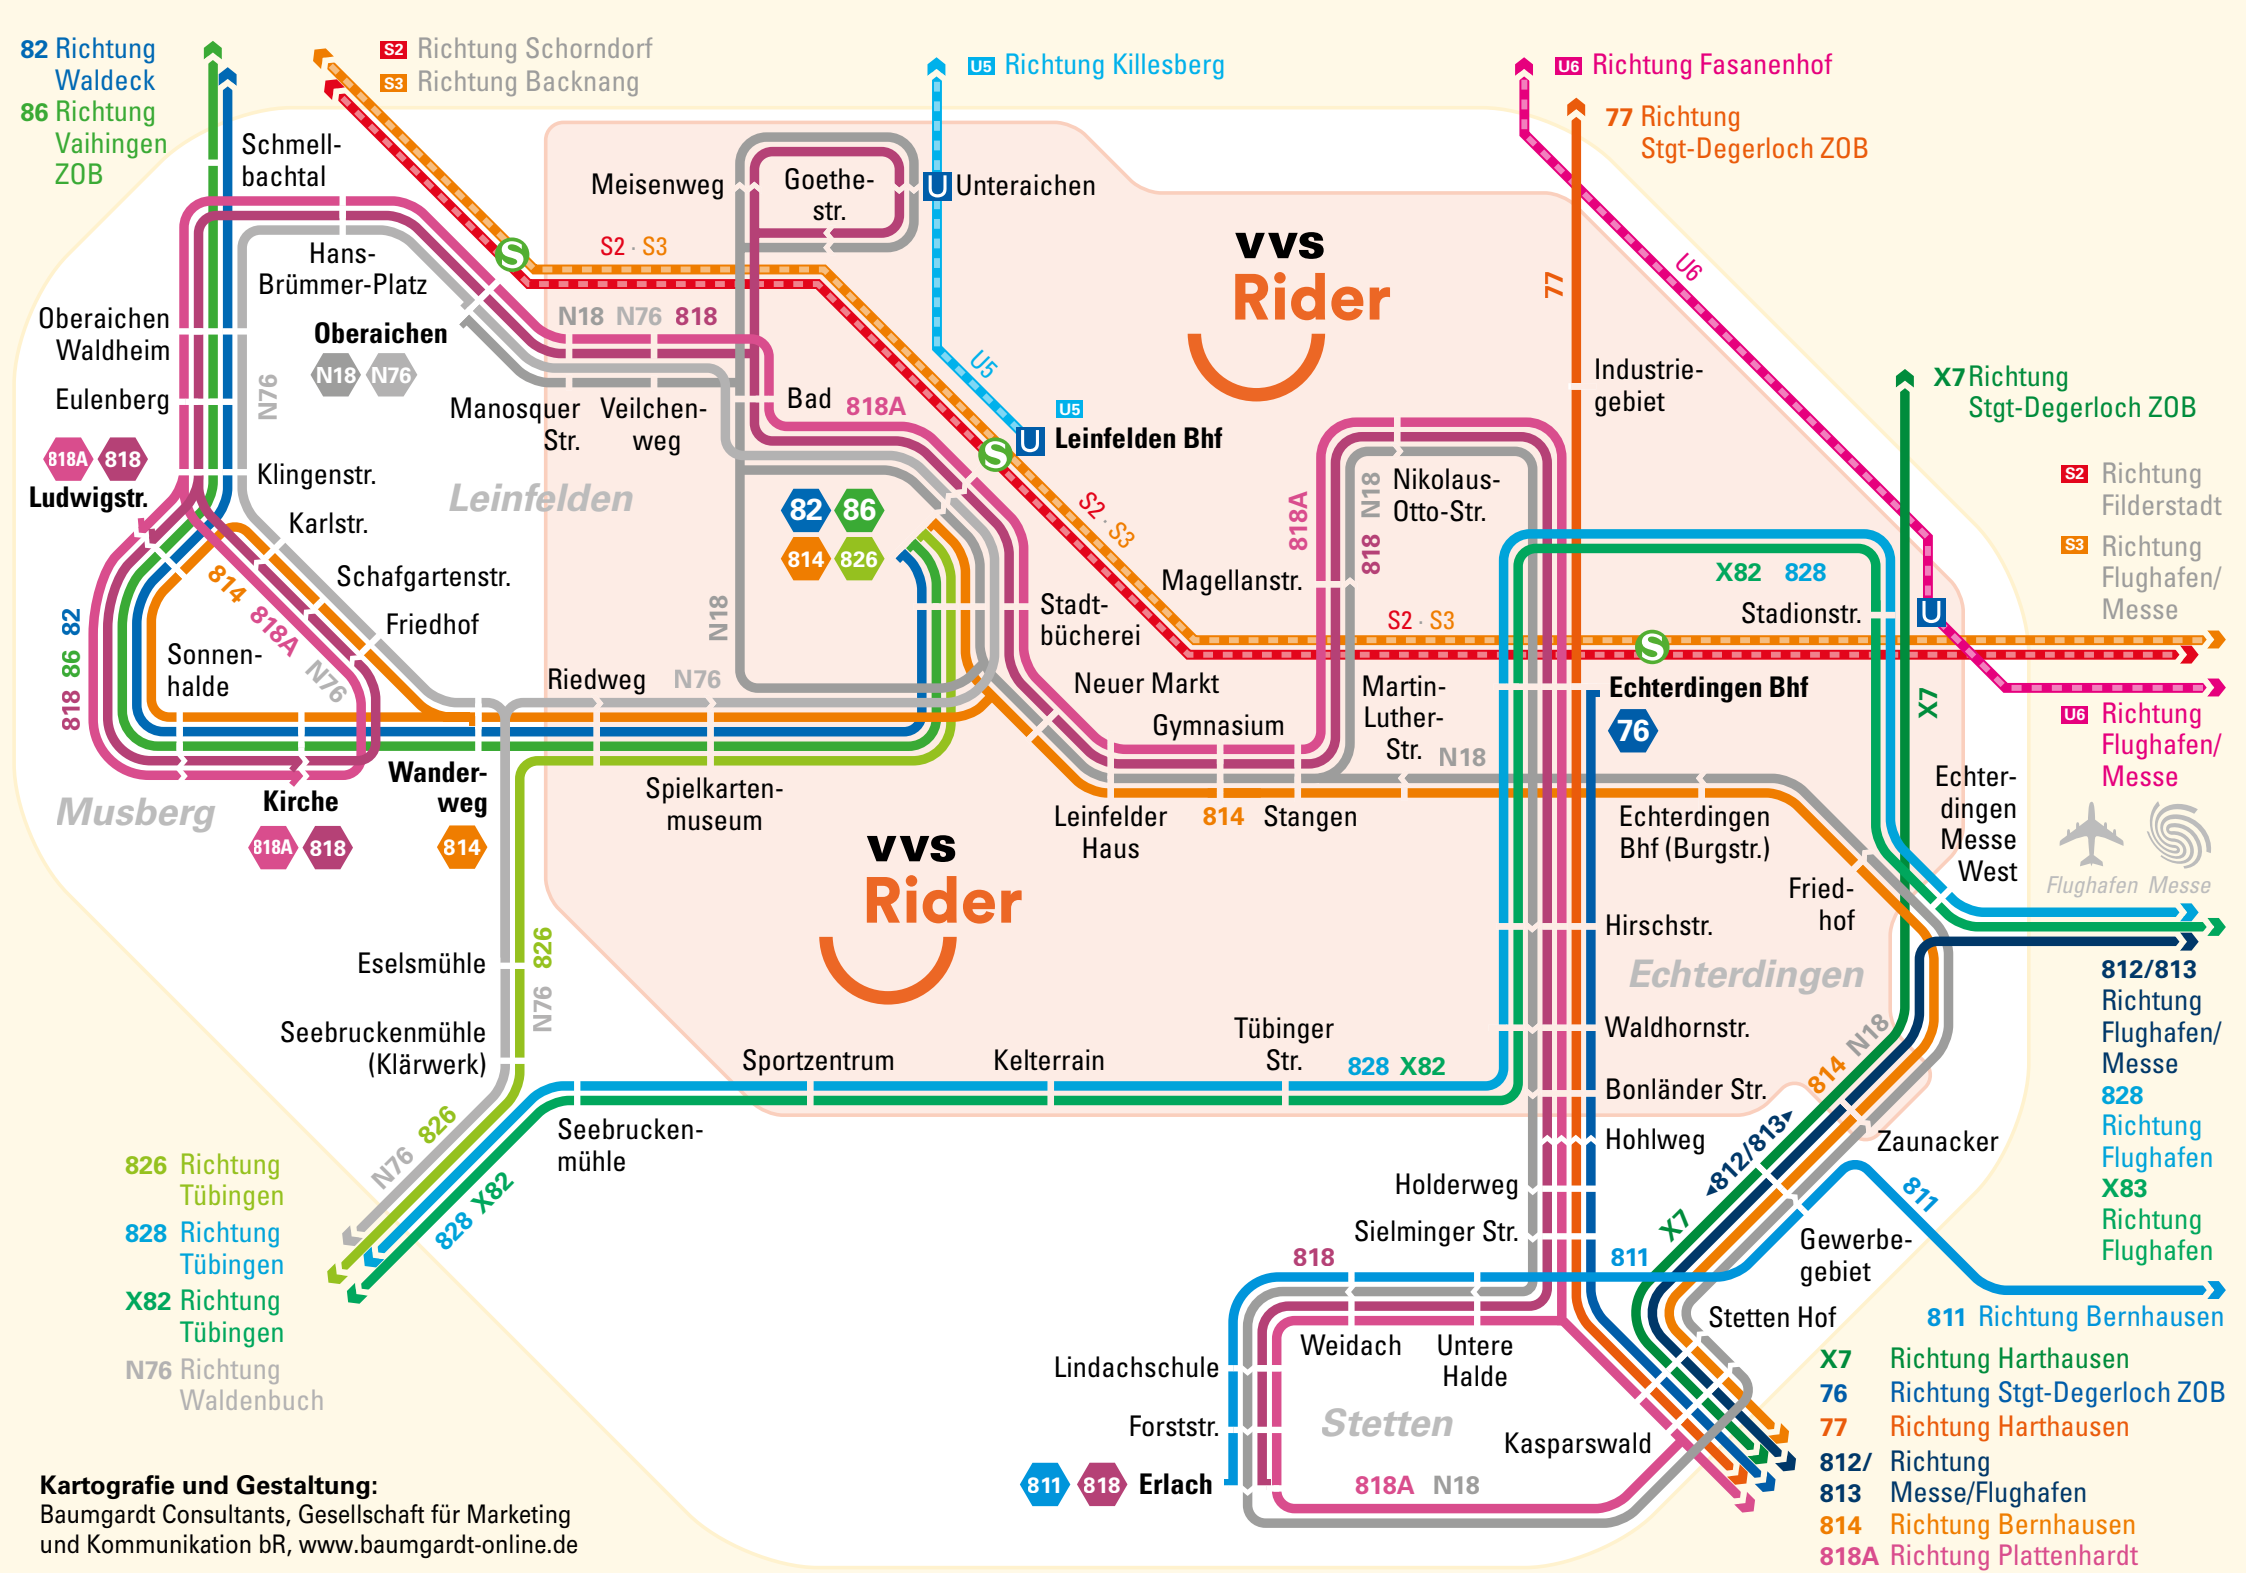 82 Richtung
Waldeck
86 Richtung
Vaihingen
ZOB
S2 Richtung Schorndorf
S3 Richtung Backnang
U5 Richtung Killesberg
U6 Richtung Fasanenhof
77 Richtung
Stgt-Degerloch ZOB
Schmell-
bachtal
Meisenweg
Goethe-
str.
U Unteraichen
Hans-
Brümmer-Platz
S
S2 · S3
vvs
Rider
U6
77
Oberaichen
Waldheim
Oberaichen
N18 N76
N18 N76 818
U5
Eulenberg
N76
Manosquer
Str.
Veilchen-
weg
Bad
818A
U5
U Leinfelden Bhf
S
Industrie-
gebiet
X7 Richtung
Stgt-Degerloch ZOB
818A 818
Ludwigstr.
Klingenstr.
Leinfelden
82 86
814 826
S2 · S3
818A
818 N18
Nikolaus-
Otto-Str.
S2 Richtung
Filderstadt
S3 Richtung
Flughafen/
Messe
Karlstr.
Schafgartenstr.
Friedhof
814
818A
N76
82
86
818
Sonnen-
halde
N18
Stadt-
bücherei
Magellanstr.
S2 · S3
X82 828
Stadionstr.
U
S
Riedweg
N76
Neuer Markt
Gymnasium
Martin-
Luther-
Str.
N18
Echterdingen Bhf
76
X7
U6 Richtung
Flughafen/
Messe
Musberg
Kirche
818A 818
Wander-
weg
814
Spielkarten-
museum
Leinfelder
Haus
814
Stangen
Echterdingen
Bhf (Burgstr.)
Echter-
dingen
Messe
West
Flughafen Messe
vvs
Rider
Fried-
hof
Eselsmühle
826
N76
Hirschstr.
Echterdingen
812/813
Richtung
Flughafen/
Messe
Seebruckenmühle
(Klärwerk)
Sportzentrum
Kelterrain
Tübinger
Str.
828 X82
Waldhornstr.
Bonländer Str.
Hohlweg
814 N18
828
Richtung
Flughafen
X83
Richtung
Flughafen
N76 826
Seebrucken-
mühle
828 X82
812/813
Zaunacker
811
826 Richtung
Tübingen
828 Richtung
Tübingen
X82 Richtung
Tübingen
N76 Richtung
Waldenbuch
Holderweg
Sielminger Str.
818
811
X7
Gewerbe-
gebiet
Stetten Hof
811 Richtung Bernhausen
Lindachschule
Weidach
Untere
Halde
Forststr.
Stetten
Kasparswald
811 818 Erlach
818A N18
X7 Richtung Harthausen
76 Richtung Stgt-Degerloch ZOB
77 Richtung Harthausen
812/ Richtung
813 Messe/Flughafen
814 Richtung Bernhausen
818A Richtung Plattenhardt
Kartografie und Gestaltung:
Baumgardt Consultants, Gesellschaft für Marketing
und Kommunikation bR, www.baumgardt-online.de